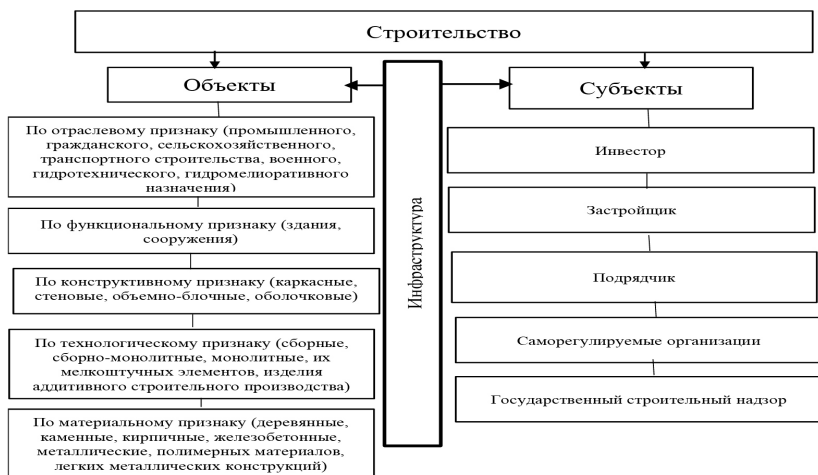 Строительство
Объекты
По отраслевому признаку (промышленного,
гражданского, сельскохозяйственного,
транспортного строительства, военного,
гидротехнического, гидромелиоративного
назначения)
По функциональному признаку (здания,
сооружения)
По конструктивному признаку (каркасные,
стеновые, объемно-блочные, оболочковые)
По технологическому признаку (сборные,
сборно-монолитные, монолитные, их
мелкоштучных элементов, изделия
аддитивного строительного производства)
По материальному признаку (деревянные,
каменные, кирпичные, железобетонные,
металлические, полимерных материалов,
легких металлических конструкций)
Инфраструктура
Субъекты
Инвестор
Застройщик
Подрядчик
Саморегулируемые организации
Государственный строительный надзор